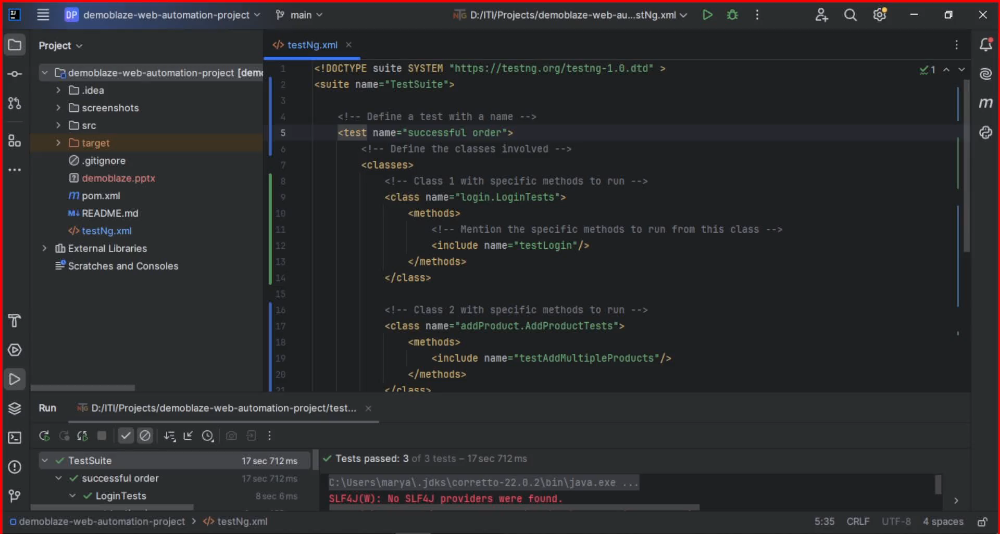 DP demoblaze-web-automation-project main D:/ITI/Projects/demoblaze-web-au...stNg.xml
Project
demoblaze-web-automation-project [demo
.idea
screenshots
src
target
.gitignore
demoblaze.pptx
pom.xml
README.md
testNg.xml
External Libraries
Scratches and Consoles
testNg.xml
1 <!DOCTYPE suite SYSTEM "https://testng.org/testng-1.0.dtd" >
2 <suite name="TestSuite">
3
4 <!-- Define a test with a name -->
5 <test name="successful order">
6 <!-- Define the classes involved -->
7 <classes>
8 <!-- Class 1 with specific methods to run -->
9 <class name="login.LoginTests">
10 <methods>
11 <!-- Mention the specific methods to run from this class -->
12 <include name="testLogin"/>
13 </methods>
14 </class>
15
16 <!-- Class 2 with specific methods to run -->
17 <class name="addProduct.AddProductTests">
18 <methods>
19 <include name="testAddMultipleProducts"/>
20 </methods>
21 </class>
1
Run D:/ITI/Projects/demoblaze-web-automation-project/test...
TestSuite 17 sec 712 ms
successful order 17 sec 712 ms
LoginTests 8 sec 6 ms
Tests passed: 3 of 3 tests – 17 sec 712 ms
C:\Users\marya\.jdks\corretto-22.0.2\bin\java.exe ...
SLF4J(W): No SLF4J providers were found.
demoblaze-web-automation-project > testNg.xml
5:35 CRLF UTF-8 4 spaces